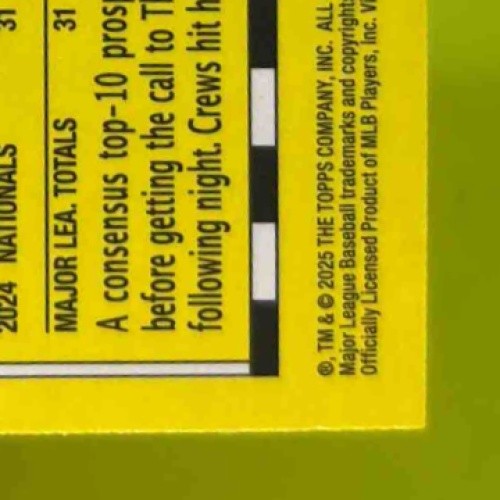 2024 NATIONALS 31
MAJOR LEA. TOTALS 31
A consensus top-10
before getting the call to
following night. Crews hit
®, TM & © 2025 THE TOPPS COMPANY, INC. ALL
Major League Baseball trademarks and copyrights
Officially Licensed Product of MLB Players, Inc.